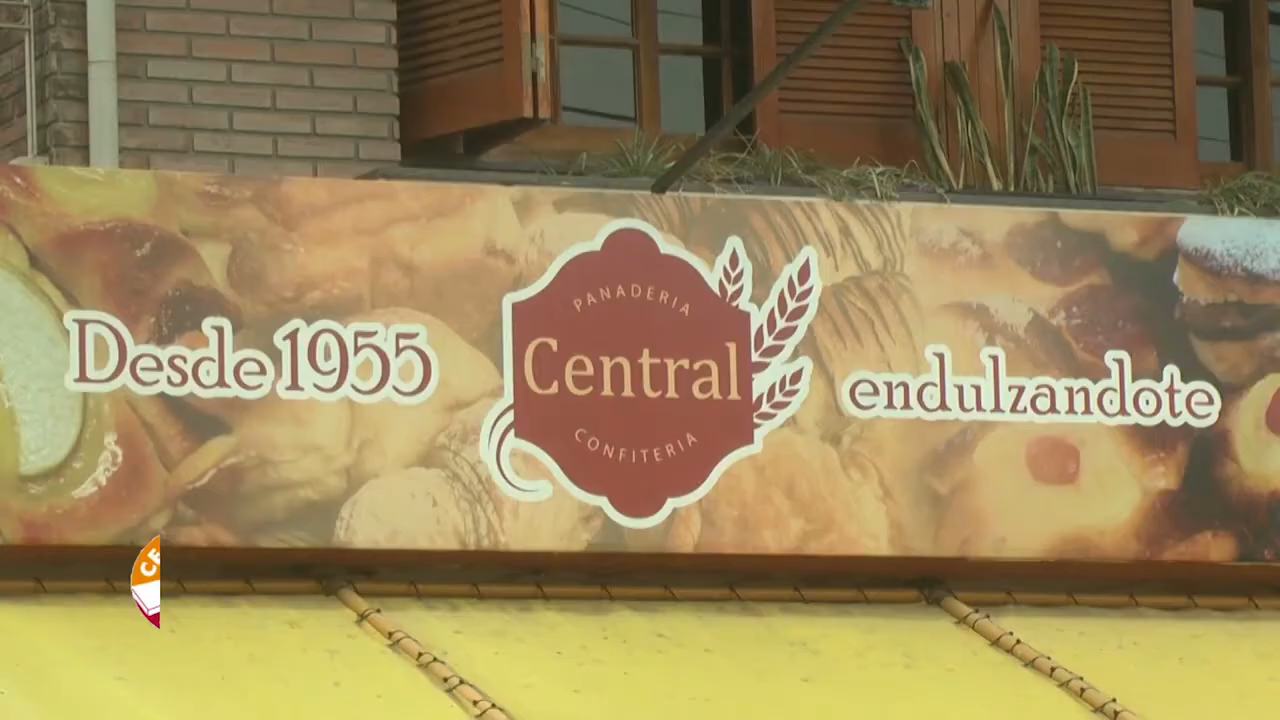 Desde 1955
PANADERIA
Central
CONFITERIA
endulzandote